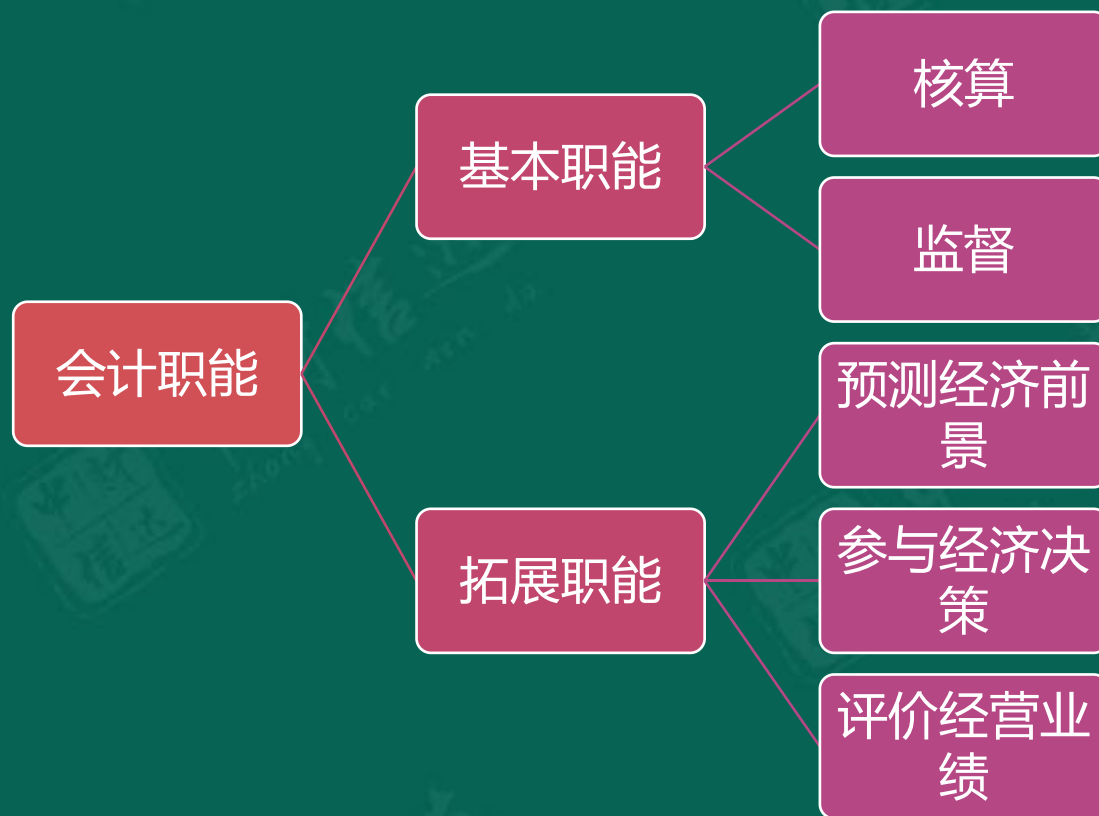 会计职能
基本职能
核算
监督
拓展职能
预测经济前
景
参与经济决
策
评价经营业
绩